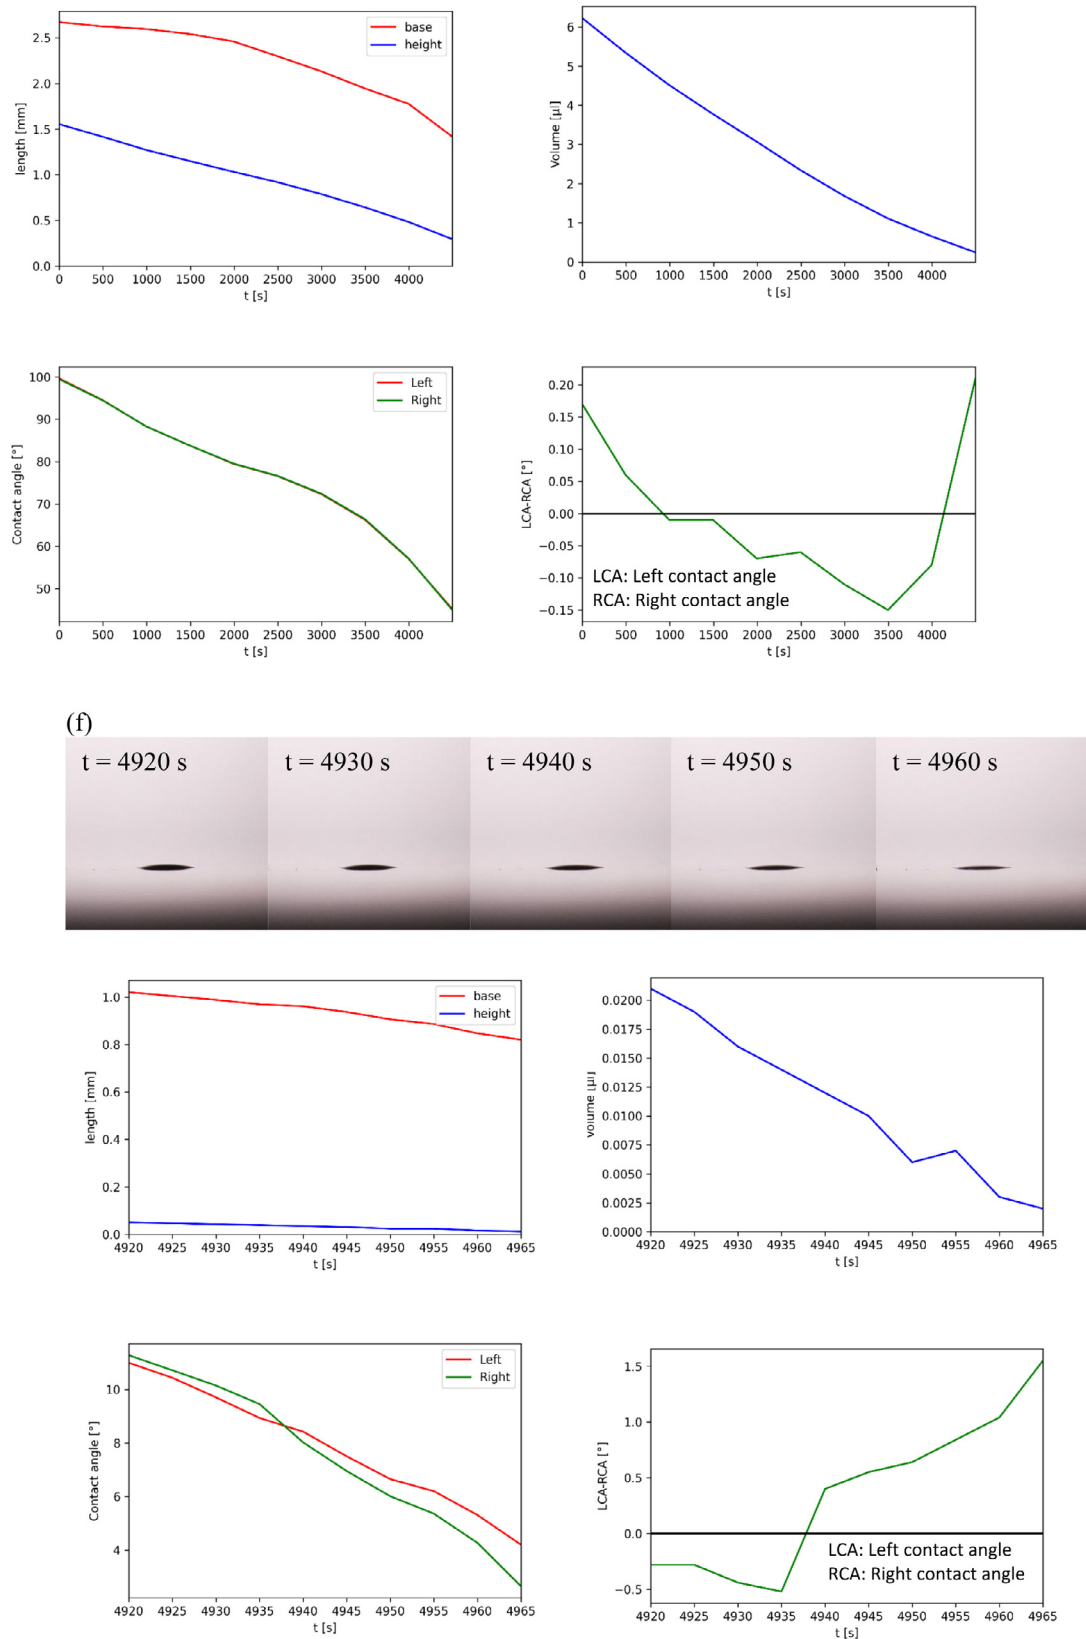 base
height
length [mm]
2.5
2.0
1.5
1.0
0.5
0.0
0 500 1000 1500 2000 2500 3000 3500 4000
t [s]
Volume [µl]
6
5
4
3
2
1
0
0 500 1000 1500 2000 2500 3000 3500 4000
t [s]
Left
Right
Contact angle [°]
100
90
80
70
60
50
0 500 1000 1500 2000 2500 3000 3500 4000
t [s]
LCA-RCA [°]
0.20
0.15
0.10
0.05
0.00
−0.05
−0.10
−0.15
LCA: Left contact angle
RCA: Right contact angle
0 500 1000 1500 2000 2500 3000 3500 4000
t [s]
(f)
t = 4920 s t = 4930 s t = 4940 s t = 4950 s t = 4960 s
base
height
length [mm]
1.0
0.8
0.6
0.4
0.2
0.0
4920 4925 4930 4935 4940 4945 4950 4955 4960 4965
t [s]
Volume [µl]
0.0200
0.0175
0.0150
0.0125
0.0100
0.0075
0.0050
0.0025
0.0000
4920 4925 4930 4935 4940 4945 4950 4955 4960 4965
t [s]
Left
Right
Contact angle [°]
10
8
6
4
4920 4925 4930 4935 4940 4945 4950 4955 4960 4965
t [s]
LCA-RCA [°]
1.5
1.0
0.5
0.0
−0.5
LCA: Left contact angle
RCA: Right contact angle
4920 4925 4930 4935 4940 4945 4950 4955 4960 4965
t [s]